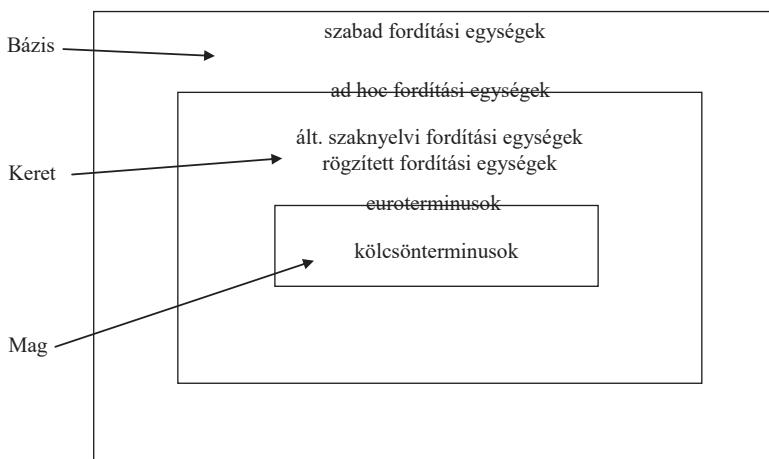 szabad fordítási egységek
Bázis
ad hoc fordítási egységek
ált. szaknyelvi fordítási egységek
rögzített fordítási egységek
Keret
euroterminusok
kölcsönterminusok
Mag